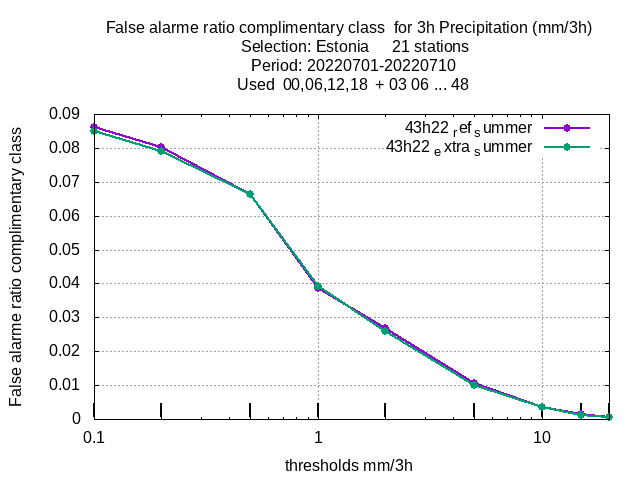 False alarme ratio complimentary class  for 3h Precipitation (mm/3h)
Selection: Estonia     21 stations
Period: 20220701-20220710
Used  00,06,12,18  + 03 06 ... 48
43h22 ref summer
43h22 extra summer
0.09
0.08
0.07
0.06
0.05
0.04
0.03
0.02
0.01
0
False alarme ratio complimentary class
0.1 1 10
thresholds mm/3h